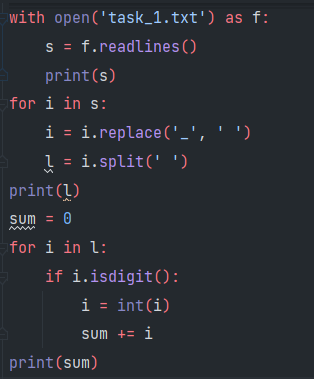 with open('task_1.txt') as f:
    s = f.readlines()
    print(s)
for i in s:
    i = i.replace('_', ' ')
    l = i.split(' ')
print(l)
sum = 0
for i in l:
    if i.isdigit():
        i = int(i)
        sum += i
print(sum)